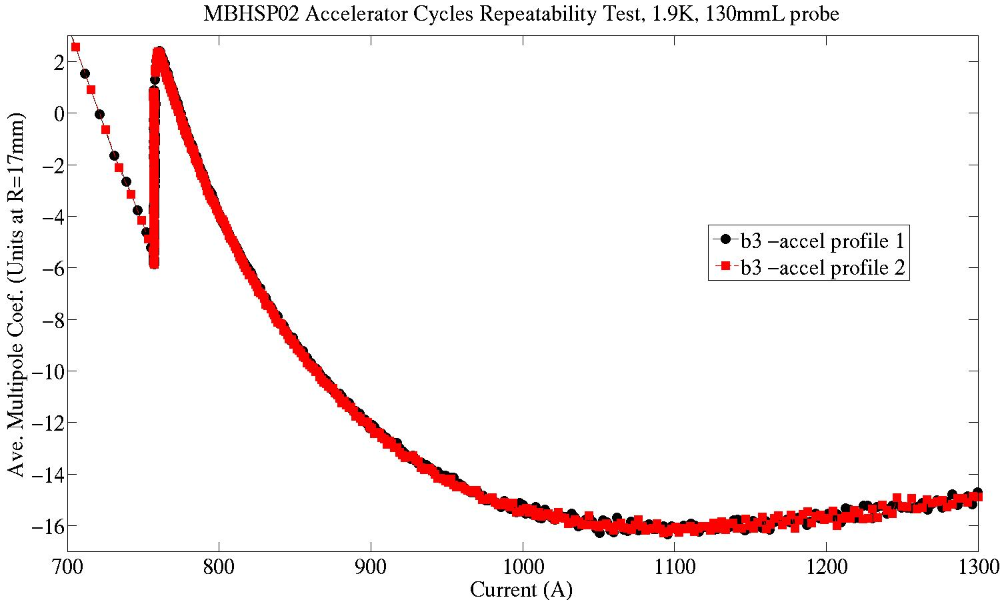 MBHSP02 Accelerator Cycles Repeatability Test, 1.9K, 130mmL probe
Ave. Multipole Coef. (Units at R=17mm)
2
0
−2
−4
−6
−8
−10
−12
−14
−16
b3 −accel profile 1
b3 −accel profile 2
700 800 900 1000 1100 1200 1300
Current (A)